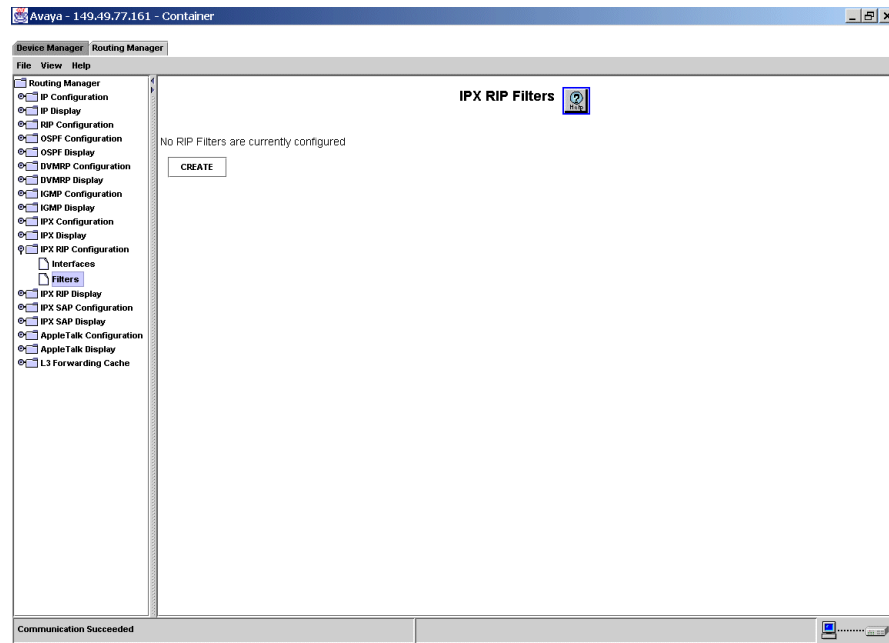 Avaya - 149.49.77.161 - Container
Device Manager Routing Manager
File View Help
Routing Manager
IP Configuration
IP Display
RIP Configuration
OSPF Configuration
OSPF Display
DVMRP Configuration
DVMRP Display
IGMP Configuration
IGMP Display
IPX Configuration
IPX Display
IPX RIP Configuration
Interfaces
Filters
IPX RIP Display
IPX SAP Configuration
IPX SAP Display
AppleTalk Configuration
AppleTalk Display
L3 Forwarding Cache
IPX RIP Filters
? Help
No RIP Filters are currently configured
CREATE
Communication Succeeded